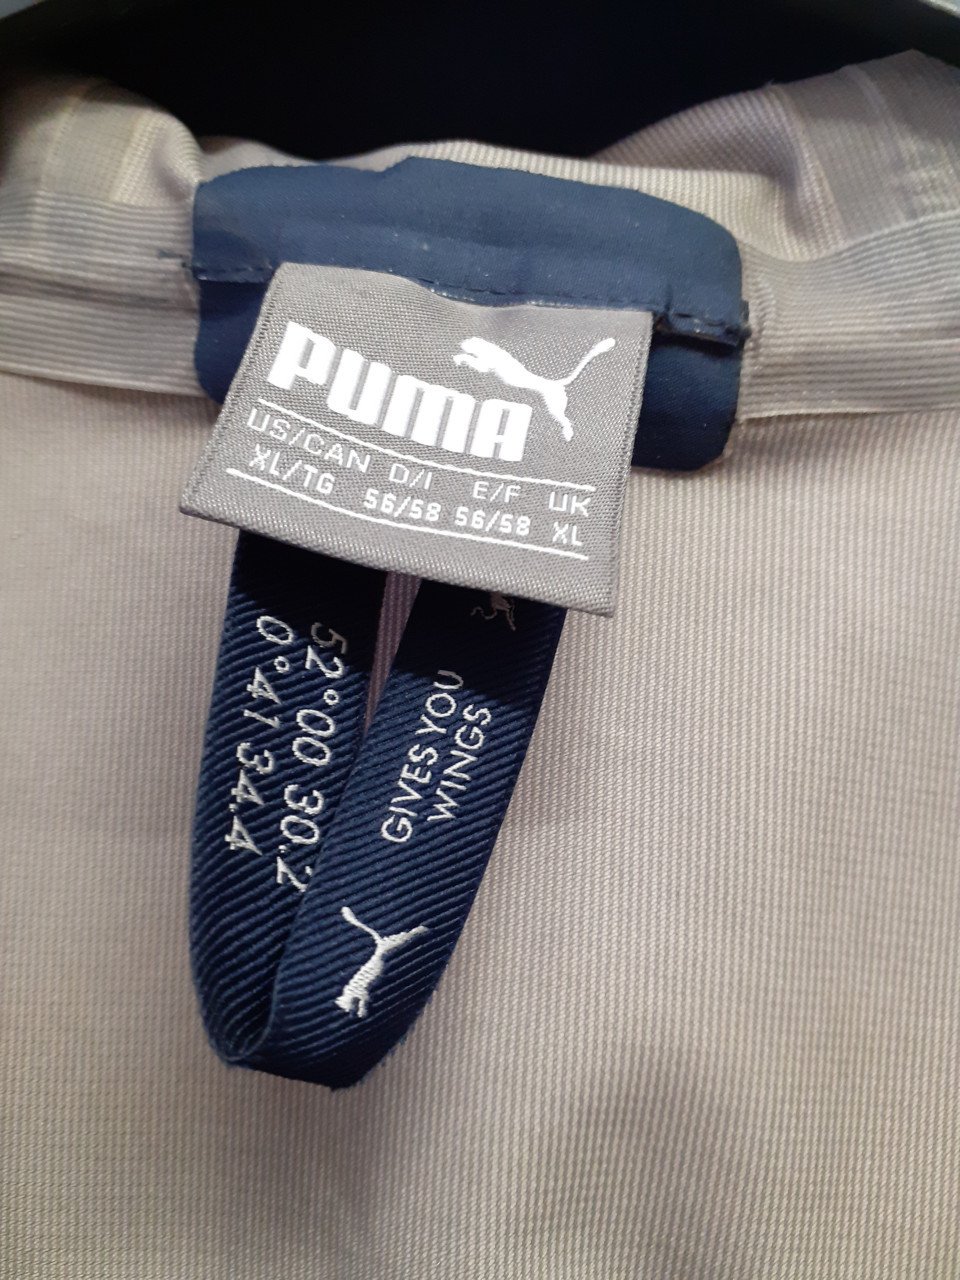 PUMA
US/CAN D/I E/F UK
XL/TG 56/58 56/58 XL
52°00 30.2
0°41 34.4
GIVES YOU
WINGS